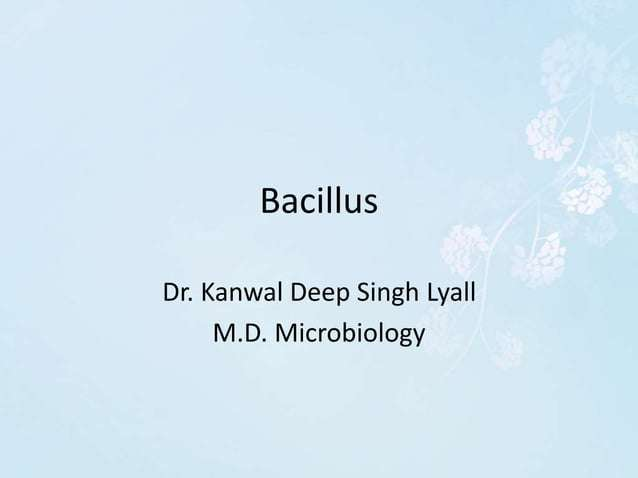 Bacillus
Dr. Kanwal Deep Singh Lyall
M.D. Microbiology